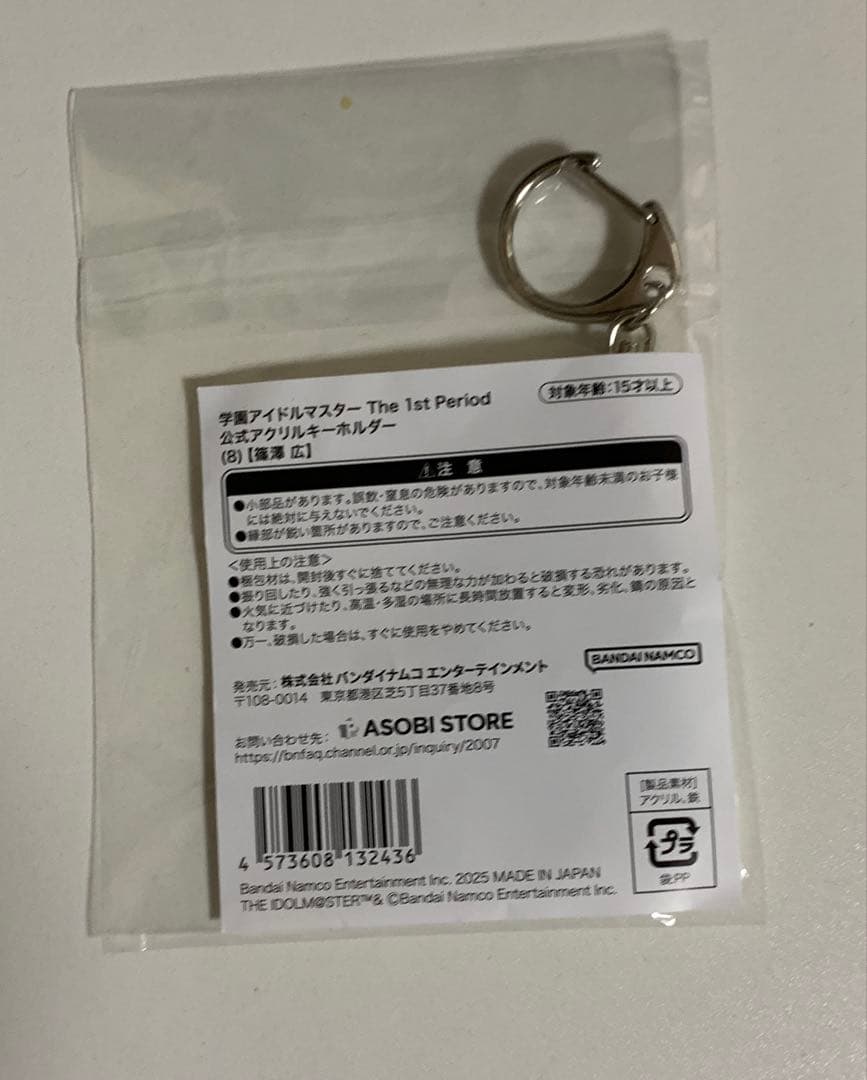 学園アイドルマスター The 1st Period
公式アクリルキーホルダー
(8)【篠澤 広】
対象年齢:15才以上
⚠注 意
●小部品があります。誤飲・窒息の危険がありますので、対象年齢未満のお子様
には絶対に与えないでください。
●縁部が鋭い箇所がありますので、ご注意ください。
<使用上の注意>
●梱包材は、開封後すぐに捨ててください。
●振り回したり、強く引っ張るなどの無理な力が加わると破損する恐れがあります。
●火気に近づけたり、高温・多湿の場所に長時間放置すると変形、劣化、錆の原因と
なります。
●万一、破損した場合は、すぐに使用をやめてください。
BANDAI NAMCO
発売元:株式会社 バンダイナムコ エンターテインメント
〒108-0014 東京都港区芝5丁目37番地8号
お問い合わせ先: ASOBI STORE
https://bnfaq.channel.or.jp/inquiry/2007
[製品素材]
アクリル、鉄
プラ
袋:PP
4 573608 132436
Bandai Namco Entertainment Inc. 2025 MADE IN JAPAN
THE IDOLM@STER™& ©Bandai Namco Entertainment Inc.